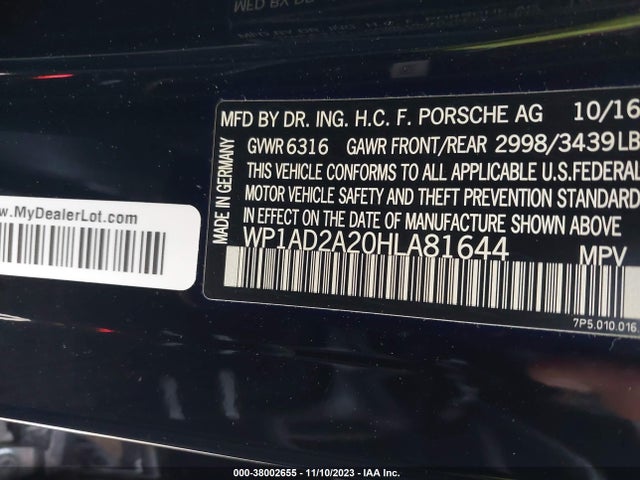 MFD BY DR. ING. H.C. F. PORSCHE AG 10/16
GVWR 6316 GAWR FRONT/REAR 2998/3439LB
THIS VEHICLE CONFORMS TO ALL APPLICABLE U.S.FEDERAL
MOTOR VEHICLE SAFETY AND THEFT PREVENTION STANDARD
IN EFFECT ON THE DATE OF MANUFACTURE SHOWN ABOVE
WP1AD2A20HLA81644 MPV
7P5.010.016
MADE IN GERMANY
www.MyDealerLot.com
000-38002655 - 11/10/2023 - IAA Inc.